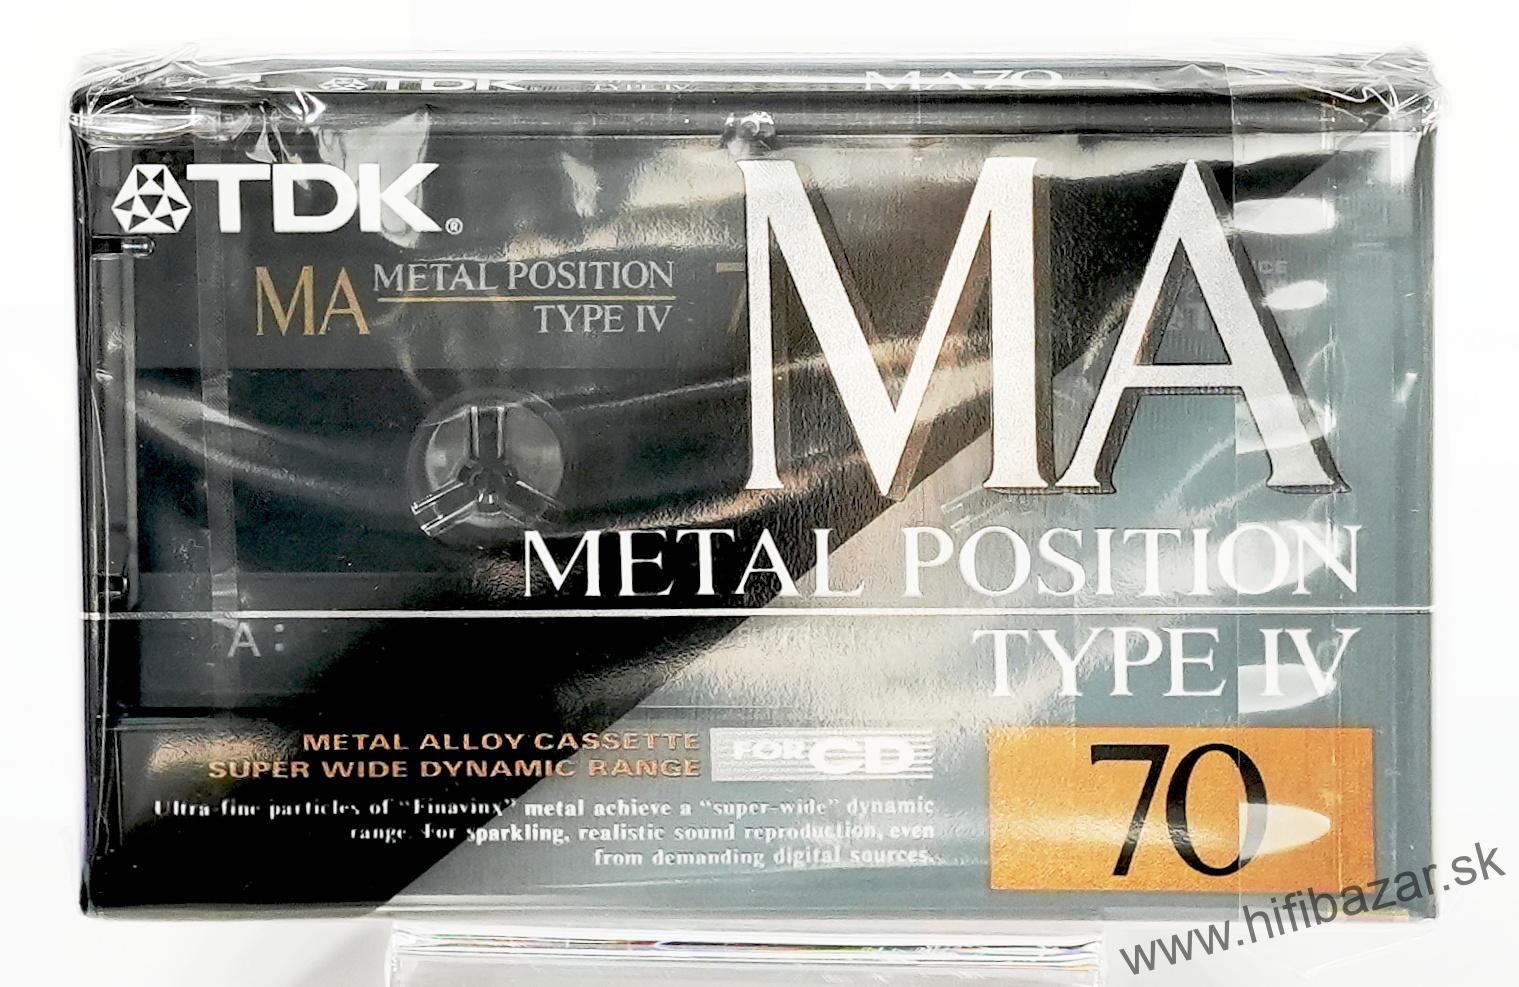 TDK MA70
TDK®
MA
MA METAL POSITION
TYPE IV
METAL POSITION
TYPE IV
A:
METAL ALLOY CASSETTE
SUPER WIDE DYNAMIC RANGE
FOR CD
70
Ultra-fine particles of "Finavinx" metal achieve a "super-wide" dynamic
range. For sparkling, realistic sound reproduction, even
from demanding digital sources.
www.hifibazar.sk